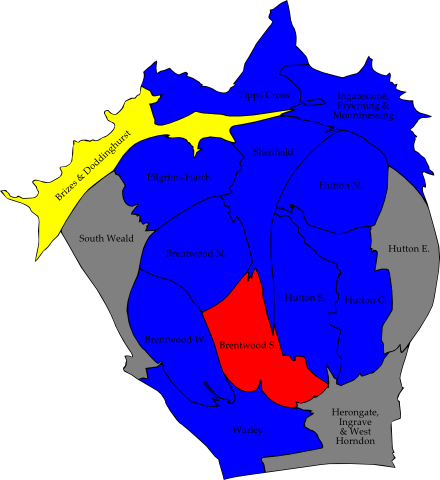 Tipps Cross
Ingatestone,
Fryerning &
Mountnessing
Brizes & Doddinghurst
Shenfield
Pilgrims Hatch
Hutton N.
South Weald
Brentwood N.
Hutton E.
Hutton S.
Hutton C.
Brentwood W.
Brentwood S.
Herongate,
Ingrave
& West
Horndon
Warley